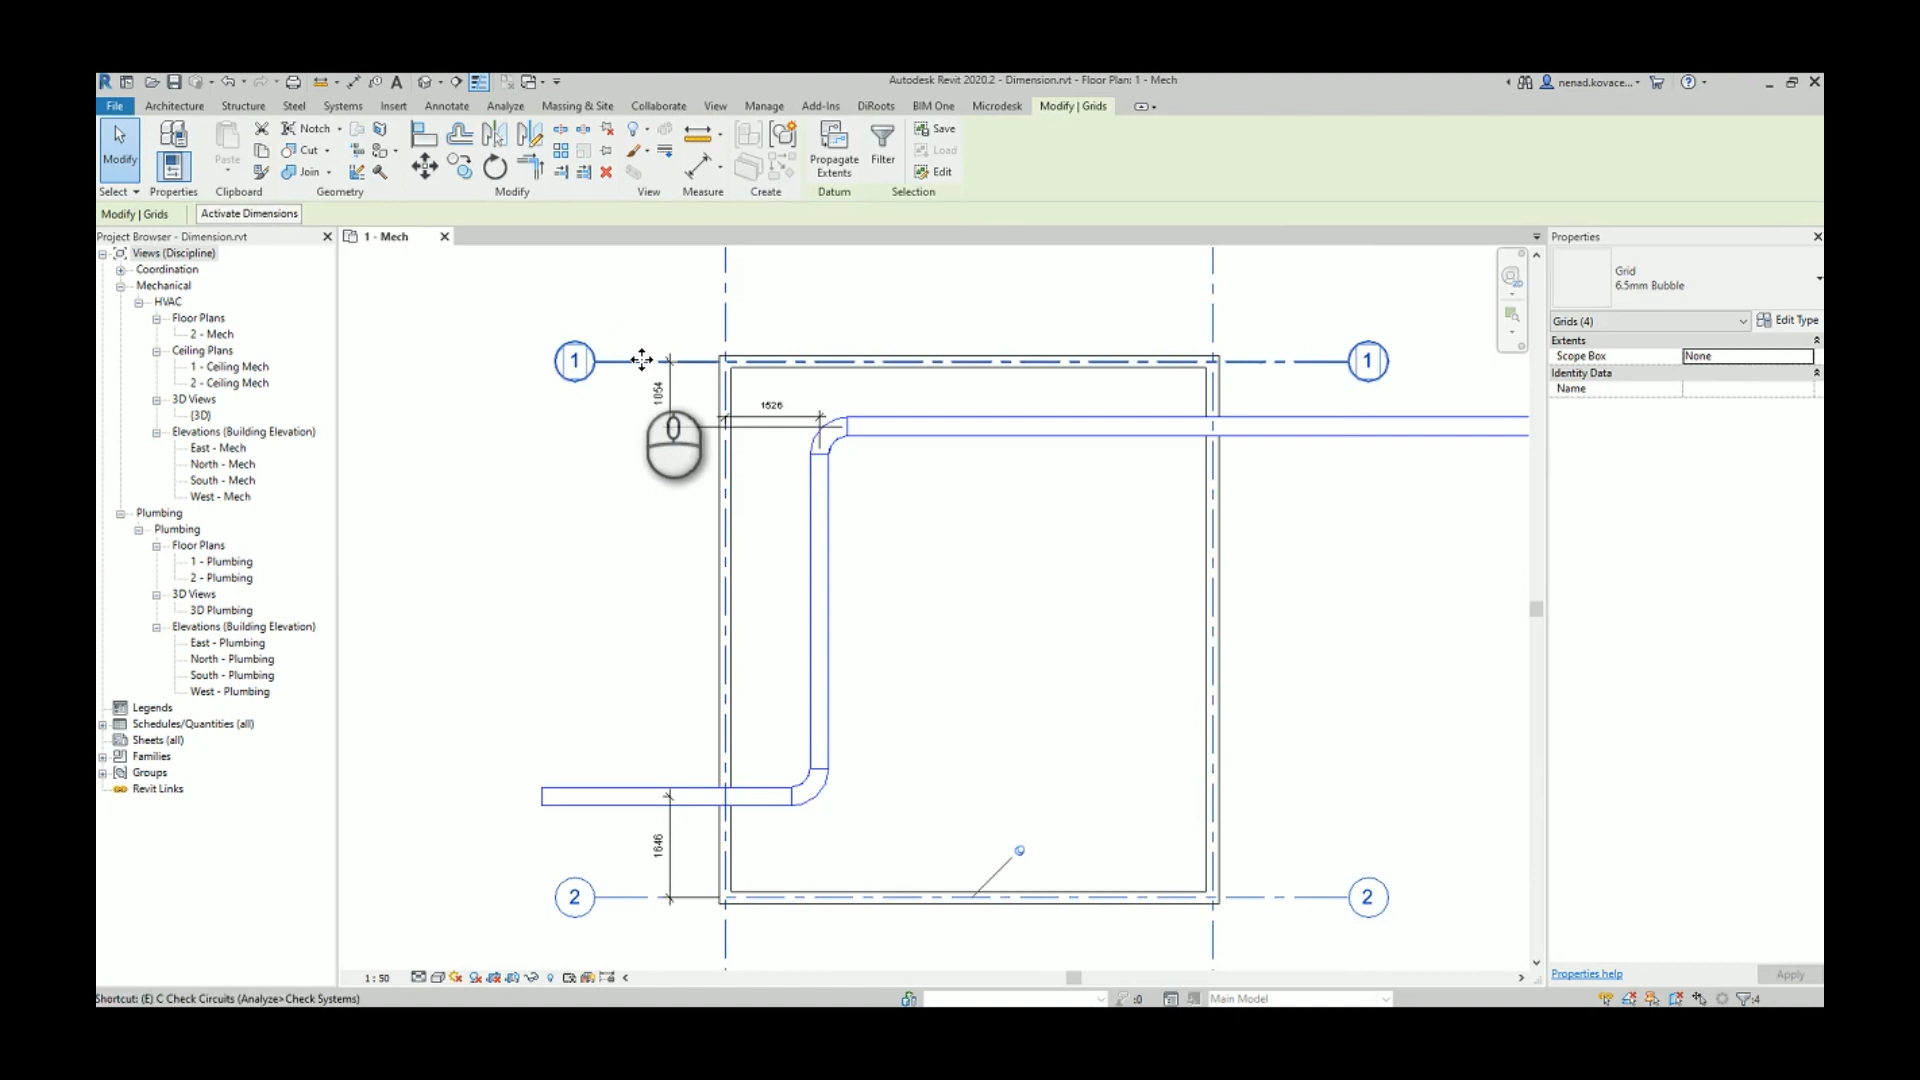 Autodesk Revit 2020.2 - Dimension.rvt - Floor Plan: 1 - Mech
nenad.kovace...
File Architecture Structure Steel Systems Insert Annotate Analyze Massing & Site Collaborate View Manage Add-Ins DiRoots BIM One Microdesk Modify | Grids
Notch
Cut
Join
Modify
Paste
Propagate Extents
Filter
Save
Load
Edit
Select Properties Clipboard Geometry Modify View Measure Create Datum Selection
Modify | Grids Activate Dimensions
Project Browser - Dimension.rvt
Views (Discipline)
Coordination
Mechanical
HVAC
Floor Plans
2 - Mech
Ceiling Plans
1 - Ceiling Mech
2 - Ceiling Mech
3D Views
{3D}
Elevations (Building Elevation)
East - Mech
North - Mech
South - Mech
West - Mech
Plumbing
Plumbing
Floor Plans
1 - Plumbing
2 - Plumbing
3D Views
3D Plumbing
Elevations (Building Elevation)
East - Plumbing
North - Plumbing
South - Plumbing
West - Plumbing
Legends
Schedules/Quantities (all)
Sheets (all)
Families
Groups
Revit Links
1 - Mech
1
1
1054
1526
1646
2
2
Properties
Grid
6.5mm Bubble
Grids (4)
Edit Type
Extents
Scope Box None
Identity Data
Name
Properties help
Apply
1 : 50
Shortcut: (E) C Check Circuits (Analyze>Check Systems)
:0
Main Model
:4